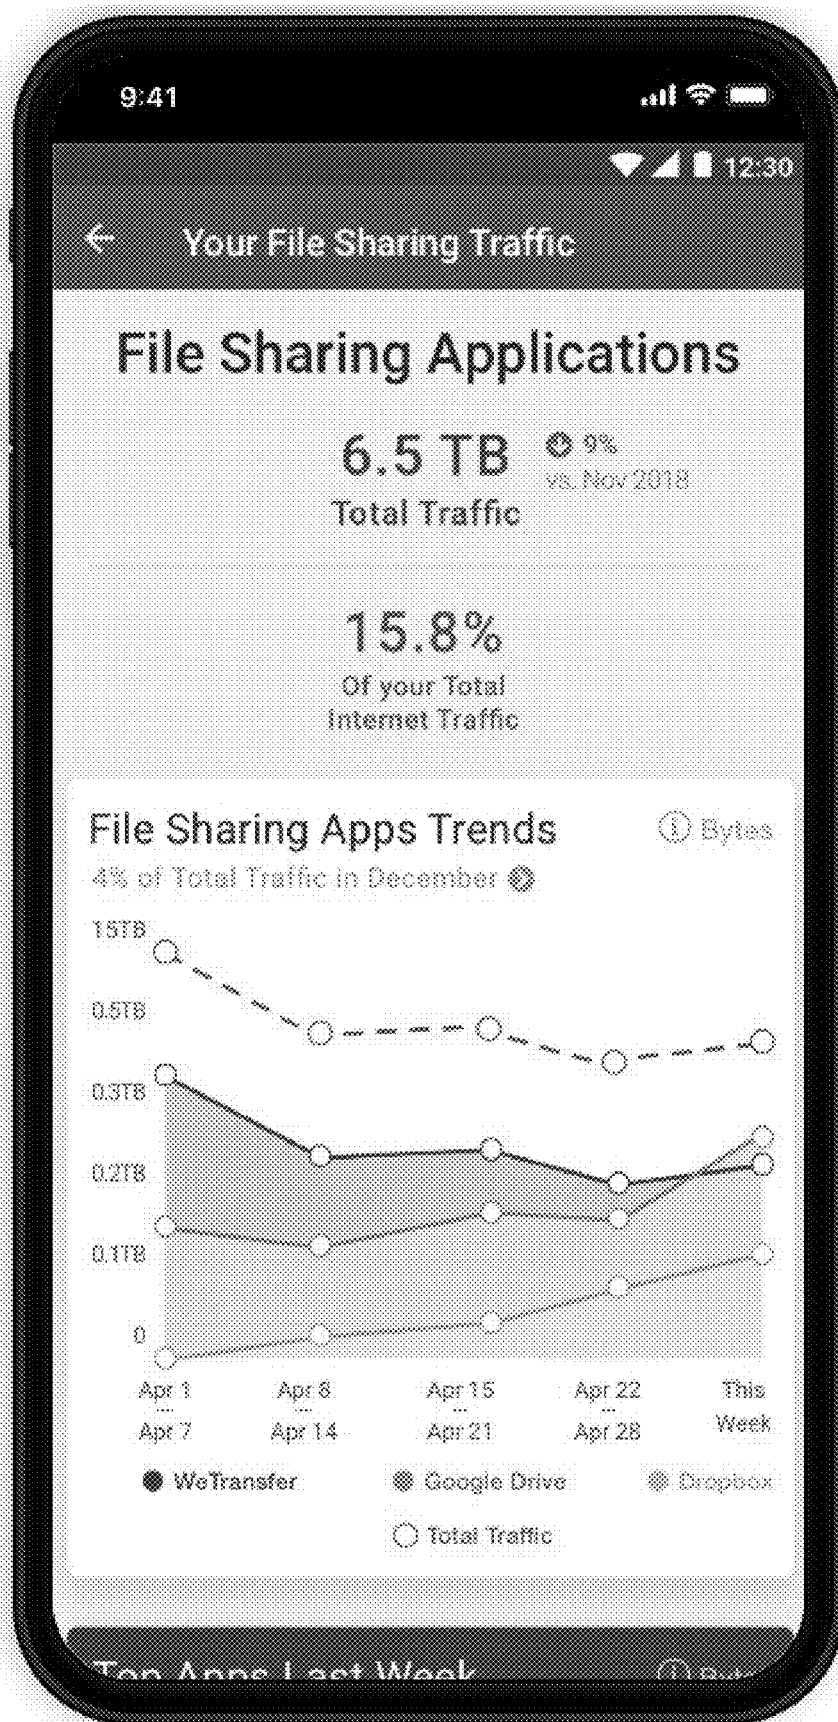 9:41
12:30
Your File Sharing Traffic
File Sharing Applications
6.5 TB
9%
vs. Nov 2018
Total Traffic
15.8%
Of your Total
Internet Traffic
File Sharing Apps Trends
Bytes
4% of Total Traffic in December
15TB
0.5TB
0.3TB
0.2TB
0.1TB
0
Apr 1 Apr 8 Apr 15 Apr 22 This
... ... ... ...
Apr 7 Apr 14 Apr 21 Apr 28 Week
WeTransfer Google Drive Dropbox
Total Traffic
Top Apps Last Week
Bytes